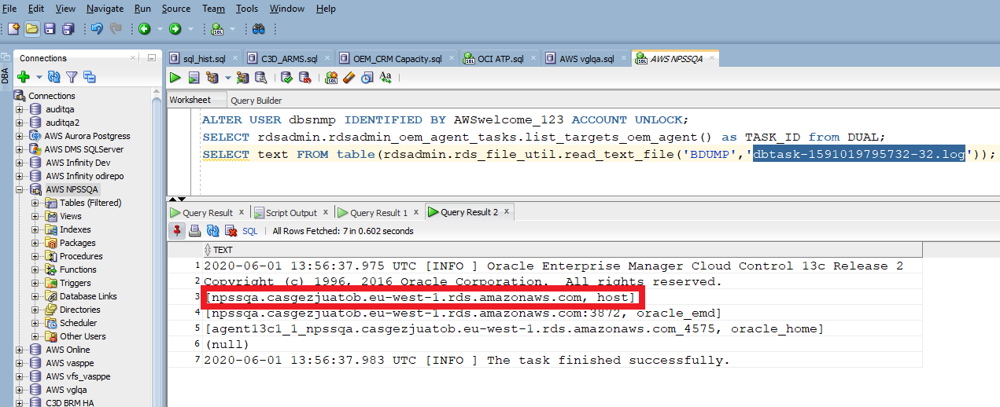 File Edit View Navigate Run Source Team Tools Window Help
DBA
Connections
Connections
auditqa
auditqa2
AWS Aurora Postgress
AWS DMS SQLServer
AWS Infinity Dev
AWS Infinity odirepo
AWS NPSSQA
Tables (Filtered)
Views
Indexes
Packages
Procedures
Functions
Triggers
Database Links
Directories
Scheduler
Other Users
AWS Online
AWS vasppe
AWS vfs_vasppe
AWS vglqa
C3D BRM HA
sql_hist.sql C3D_ARMS.sql OEM_CRM Capacity.sql OCI ATP.sql AWS vglqa.sql AWS NPSSQA
SQL Aa
Worksheet Query Builder
ALTER USER dbsnmp IDENTIFIED BY AWSwelcome_123 ACCOUNT UNLOCK;
SELECT rdsadmin.rdsadmin_oem_agent_tasks.list_targets_oem_agent() as TASK_ID from DUAL;
SELECT text FROM table(rdsadmin.rds_file_util.read_text_file('BDUMP','dbtask-1591019795732-32.log'));
Query Result x Script Output x Query Result 1 x Query Result 2 x
SQL | All Rows Fetched: 7 in 0.602 seconds
TEXT
1 2020-06-01 13:56:37.975 UTC [INFO ] Oracle Enterprise Manager Cloud Control 13c Release 2
2 Copyright (c) 1996, 2016 Oracle Corporation.  All rights reserved.
3 [npssqa.casgezjuatob.eu-west-1.rds.amazonaws.com, host]
4 [npssqa.casgezjuatob.eu-west-1.rds.amazonaws.com:3872, oracle_emd]
5 [agent13c1_1_npssqa.casgezjuatob.eu-west-1.rds.amazonaws.com_4575, oracle_home]
6 (null)
7 2020-06-01 13:56:37.983 UTC [INFO ] The task finished successfully.